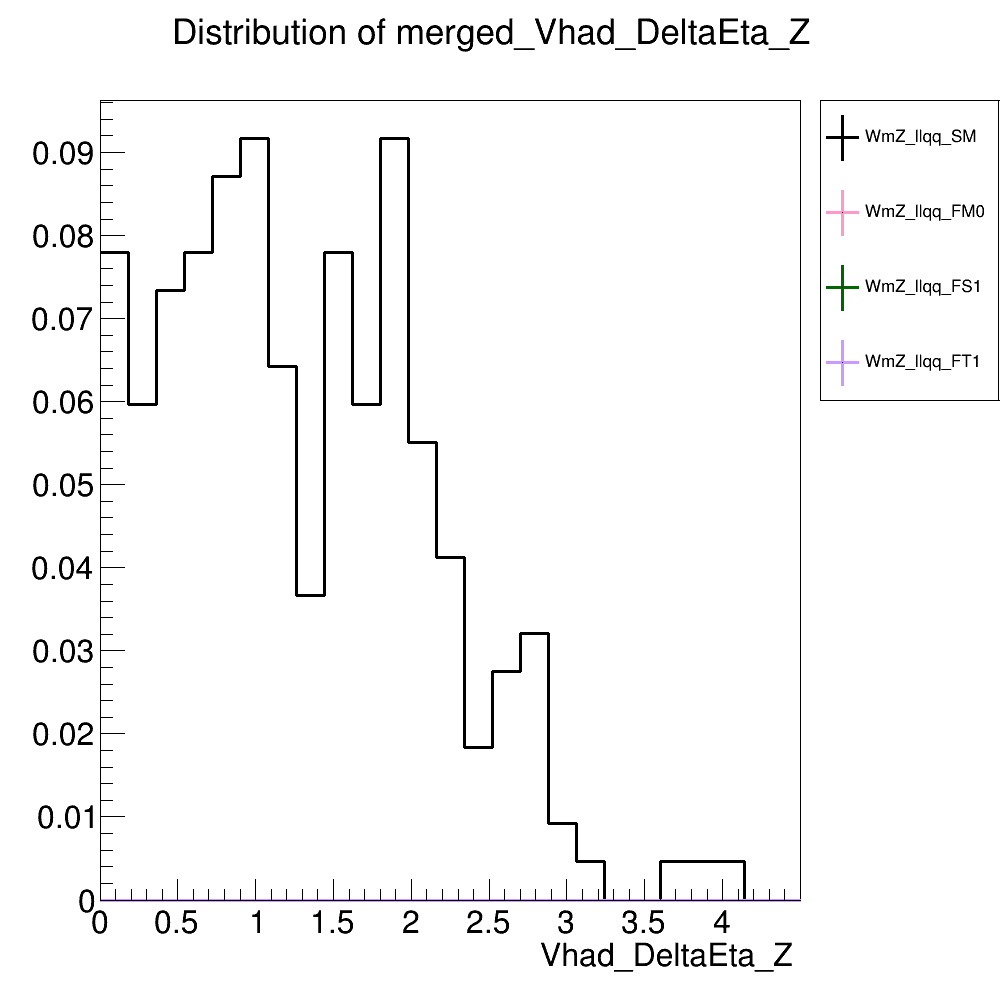 Distribution of merged_Vhad_DeltaEta_Z
0.09
0.08
0.07
0.06
0.05
0.04
0.03
0.02
0.01
0
0 0.5 1 1.5 2 2.5 3 3.5 4
Vhad_DeltaEta_Z
WmZ_llqq_SM
WmZ_llqq_FM0
WmZ_llqq_FS1
WmZ_llqq_FT1